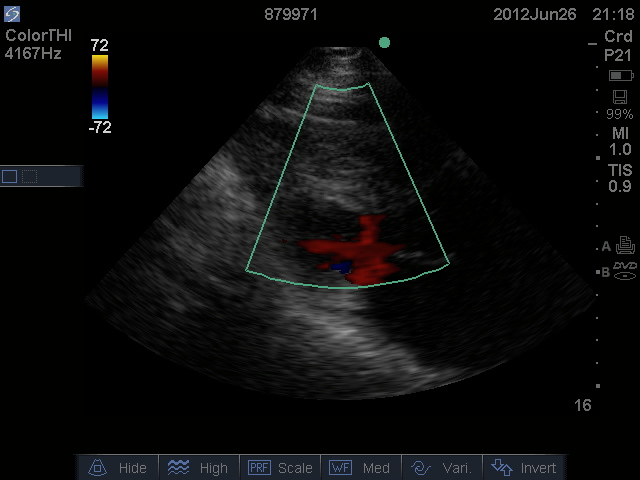 879971 2012Jun26 21:18
ColorTHI
4167Hz
72
-72
Crd
P21
99%
MI
1.0
TIS
0.9
A
DVD
B
16
Hide High PRF Scale WF Med Vari. Invert